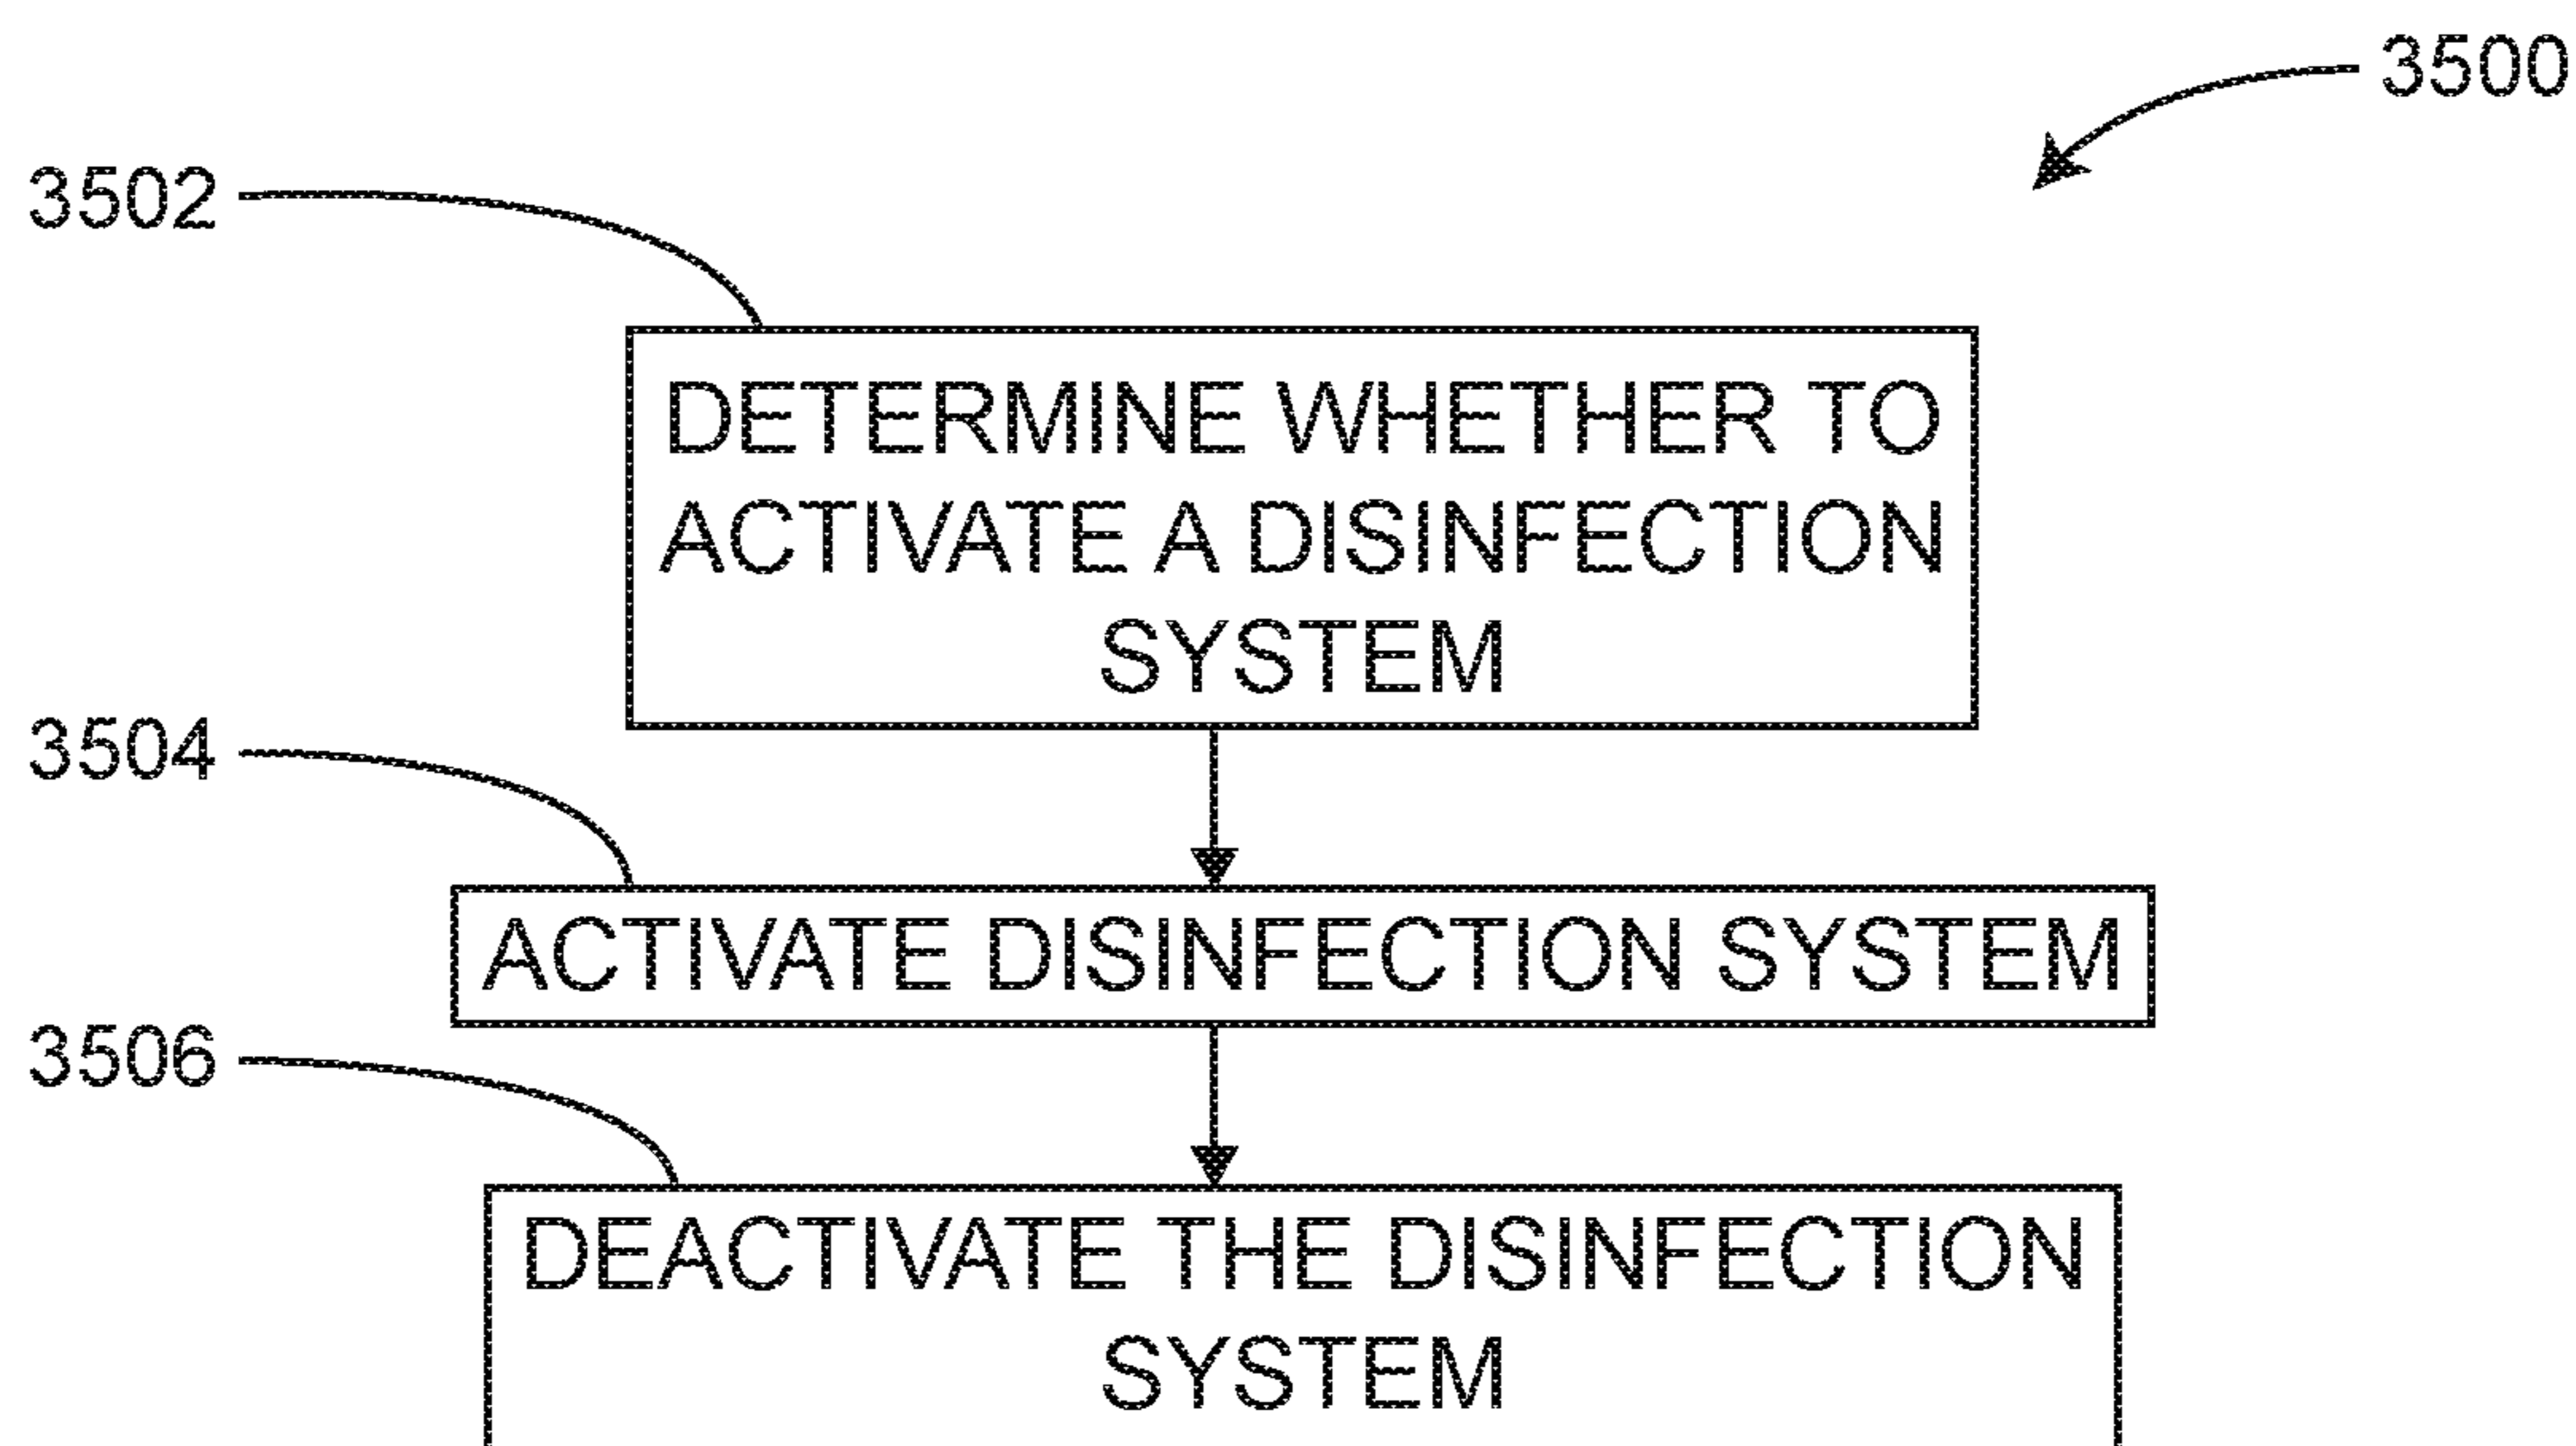 3500
3502
DETERMINE WHETHER TO
ACTIVATE A DISINFECTION
SYSTEM
3504
ACTIVATE DISINFECTION SYSTEM
3506
DEACTIVATE THE DISINFECTION
SYSTEM